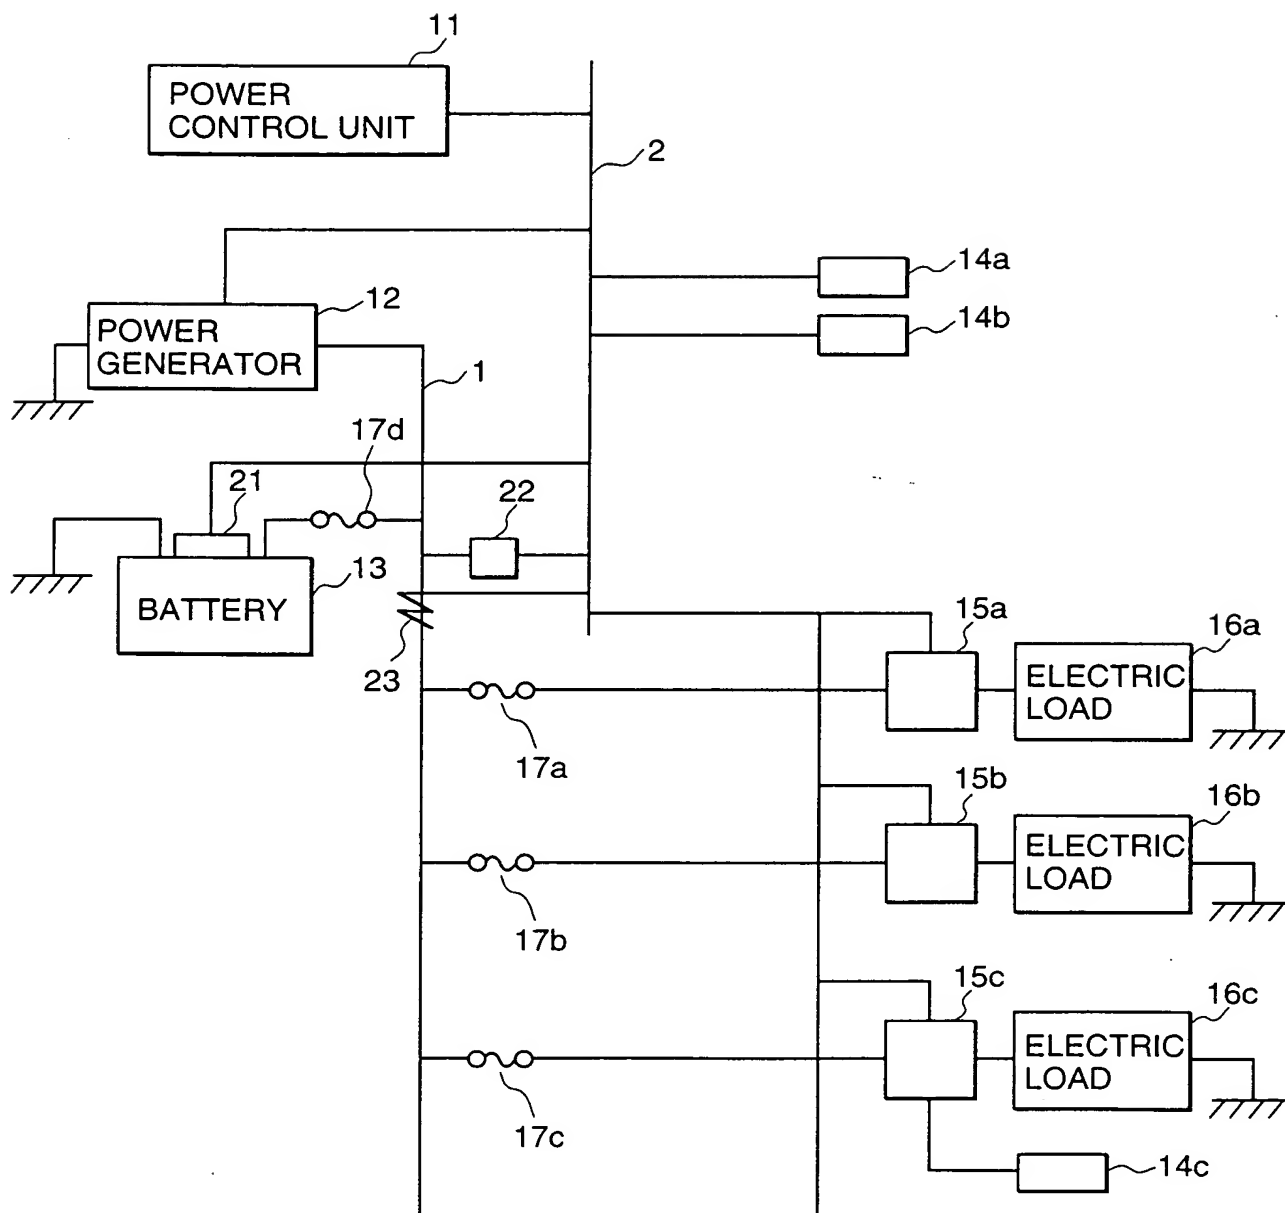 11
POWER
CONTROL UNIT
2
14a
12
14b
POWER
GENERATOR
1
17d
21
22
13
BATTERY
15a
16a
23
ELECTRIC
LOAD
17a
15b
16b
ELECTRIC
LOAD
17b
15c
16c
ELECTRIC
LOAD
17c
14c